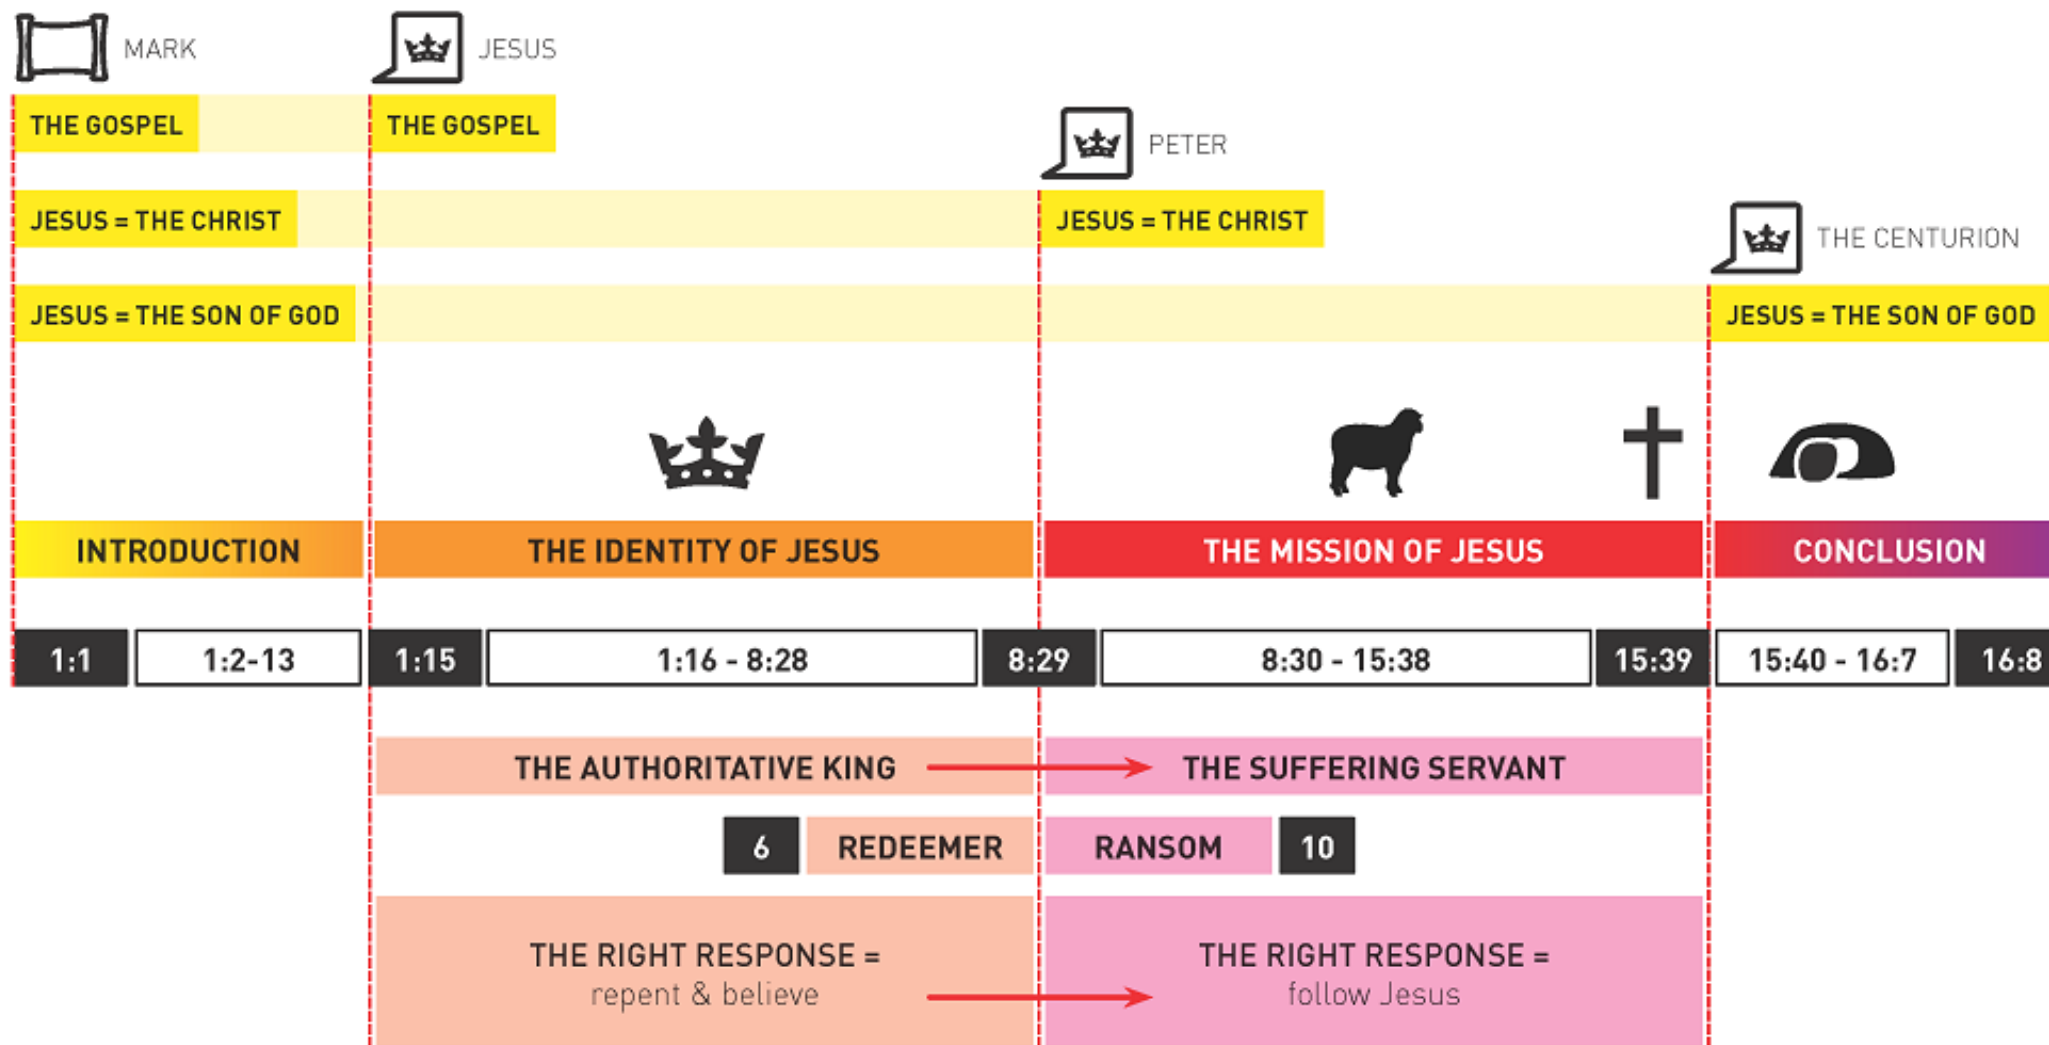 MARK
JESUS
THE GOSPEL
THE GOSPEL
PETER
JESUS = THE CHRIST
JESUS = THE CHRIST
THE CENTURION
JESUS = THE SON OF GOD
JESUS = THE SON OF GOD
INTRODUCTION
THE IDENTITY OF JESUS
THE MISSION OF JESUS
CONCLUSION
1:1
1:2-13
1:15
1:16 - 8:28
8:29
8:30 - 15:38
15:39
15:40 - 16:7
16:8
THE AUTHORITATIVE KING
THE SUFFERING SERVANT
6
REDEEMER
RANSOM
10
THE RIGHT RESPONSE =
repent & believe
THE RIGHT RESPONSE =
follow Jesus